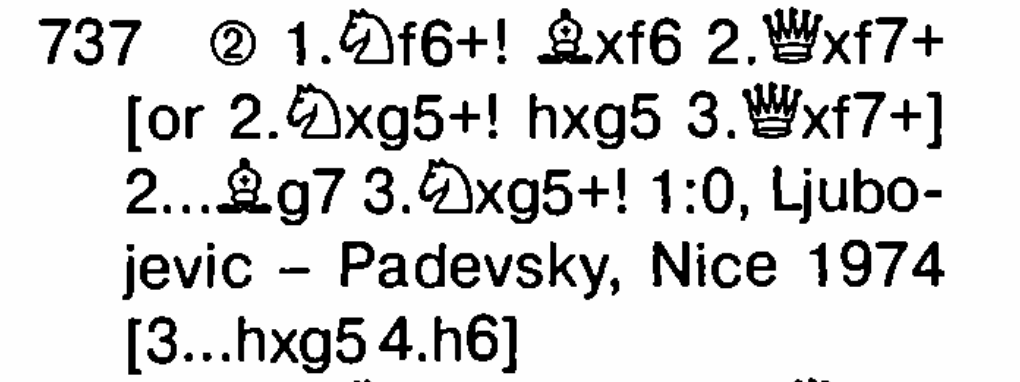 737 ② 1.♘f6+! ♗xf6 2.♕xf7+
[or 2.♘xg5+! hxg5 3.♕xf7+]
2...♗g7 3.♘xg5+! 1:0, Ljubo-
jevic – Padevsky, Nice 1974
[3...hxg5 4.h6]